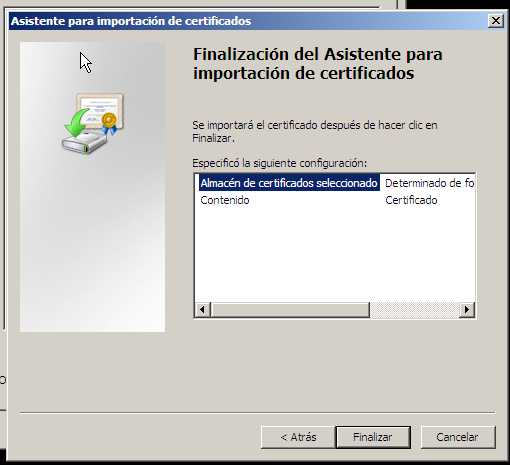 Asistente para importación de certificados
Finalización del Asistente para
importación de certificados
Se importará el certificado después de hacer clic en
Finalizar.
Especificó la siguiente configuración:
Almacén de certificados seleccionado Determinado de fo
Contenido Certificado
< Atrás Finalizar Cancelar